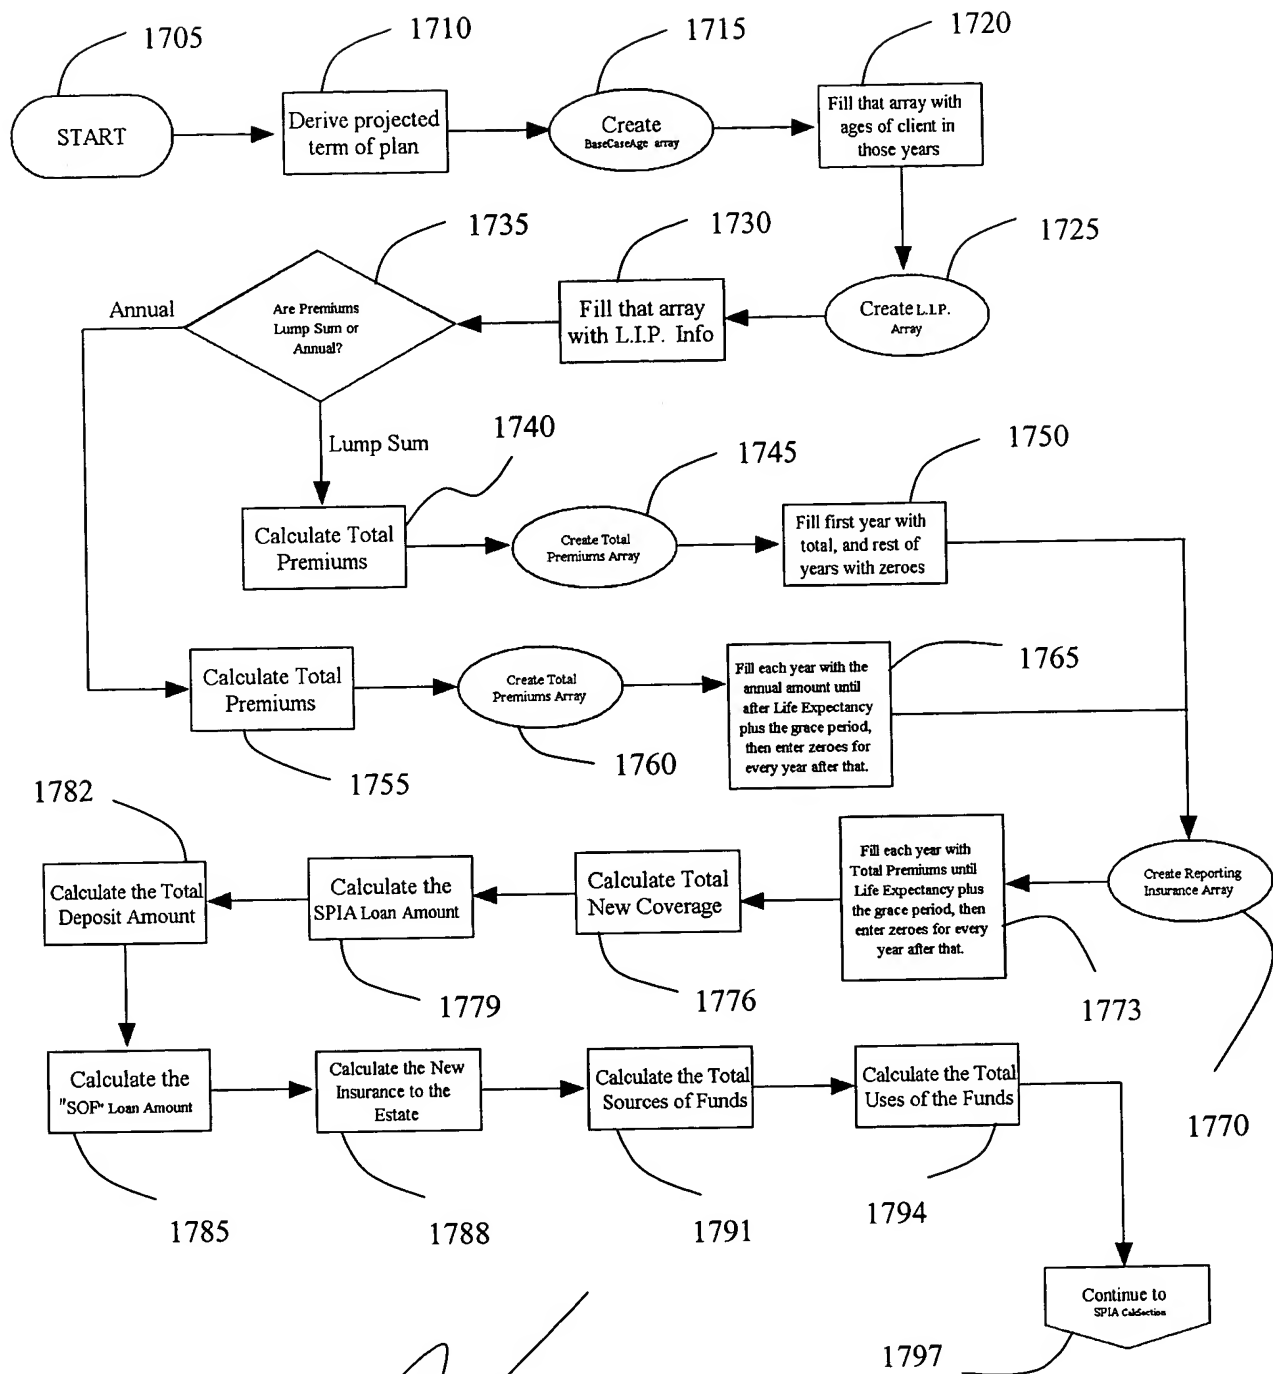 1705
1710
1715
1720
START
Derive projected
term of plan
Create
BaseCaseAge array
Fill that array with
ages of client in
those years
1735
1730
1725
Annual
Are Premiums
Lump Sum or
Annual?
Fill that array
with L.I.P. Info
Create L.I.P.
Array
Lump Sum
1740
1745
1750
Calculate Total
Premiums
Create Total
Premiums Array
Fill first year with
total, and rest of
years with zeroes
Calculate Total
Premiums
Create Total
Premiums Array
Fill each year with the
annual amount until
after Life Expectancy
plus the grace period,
then enter zeroes for
every year after that.
1765
1755
1760
1782
Calculate the Total
Deposit Amount
Calculate the
SPIA Loan Amount
Calculate Total
New Coverage
Fill each year with
Total Premiums until
Life Expectancy plus
the grace period, then
enter zeroes for every
year after that.
Create Reporting
Insurance Array
1779
1776
1773
Calculate the
"SOF" Loan Amount
Calculate the New
Insurance to the
Estate
Calculate the Total
Sources of Funds
Calculate the Total
Uses of the Funds
1770
1785
1788
1791
1794
Continue to
SPIA CalcSection
1797